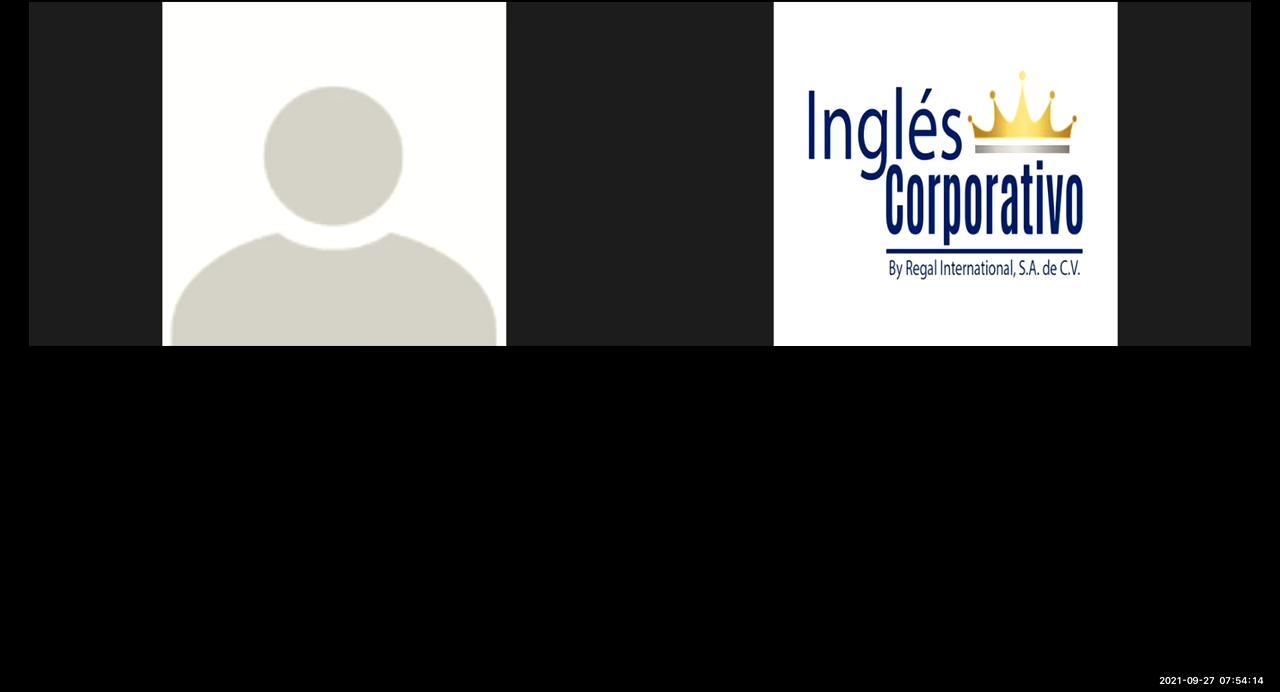 Inglés
Corporativo
By Regal International, S.A. de C.V.
2021-09-27 07:54:14